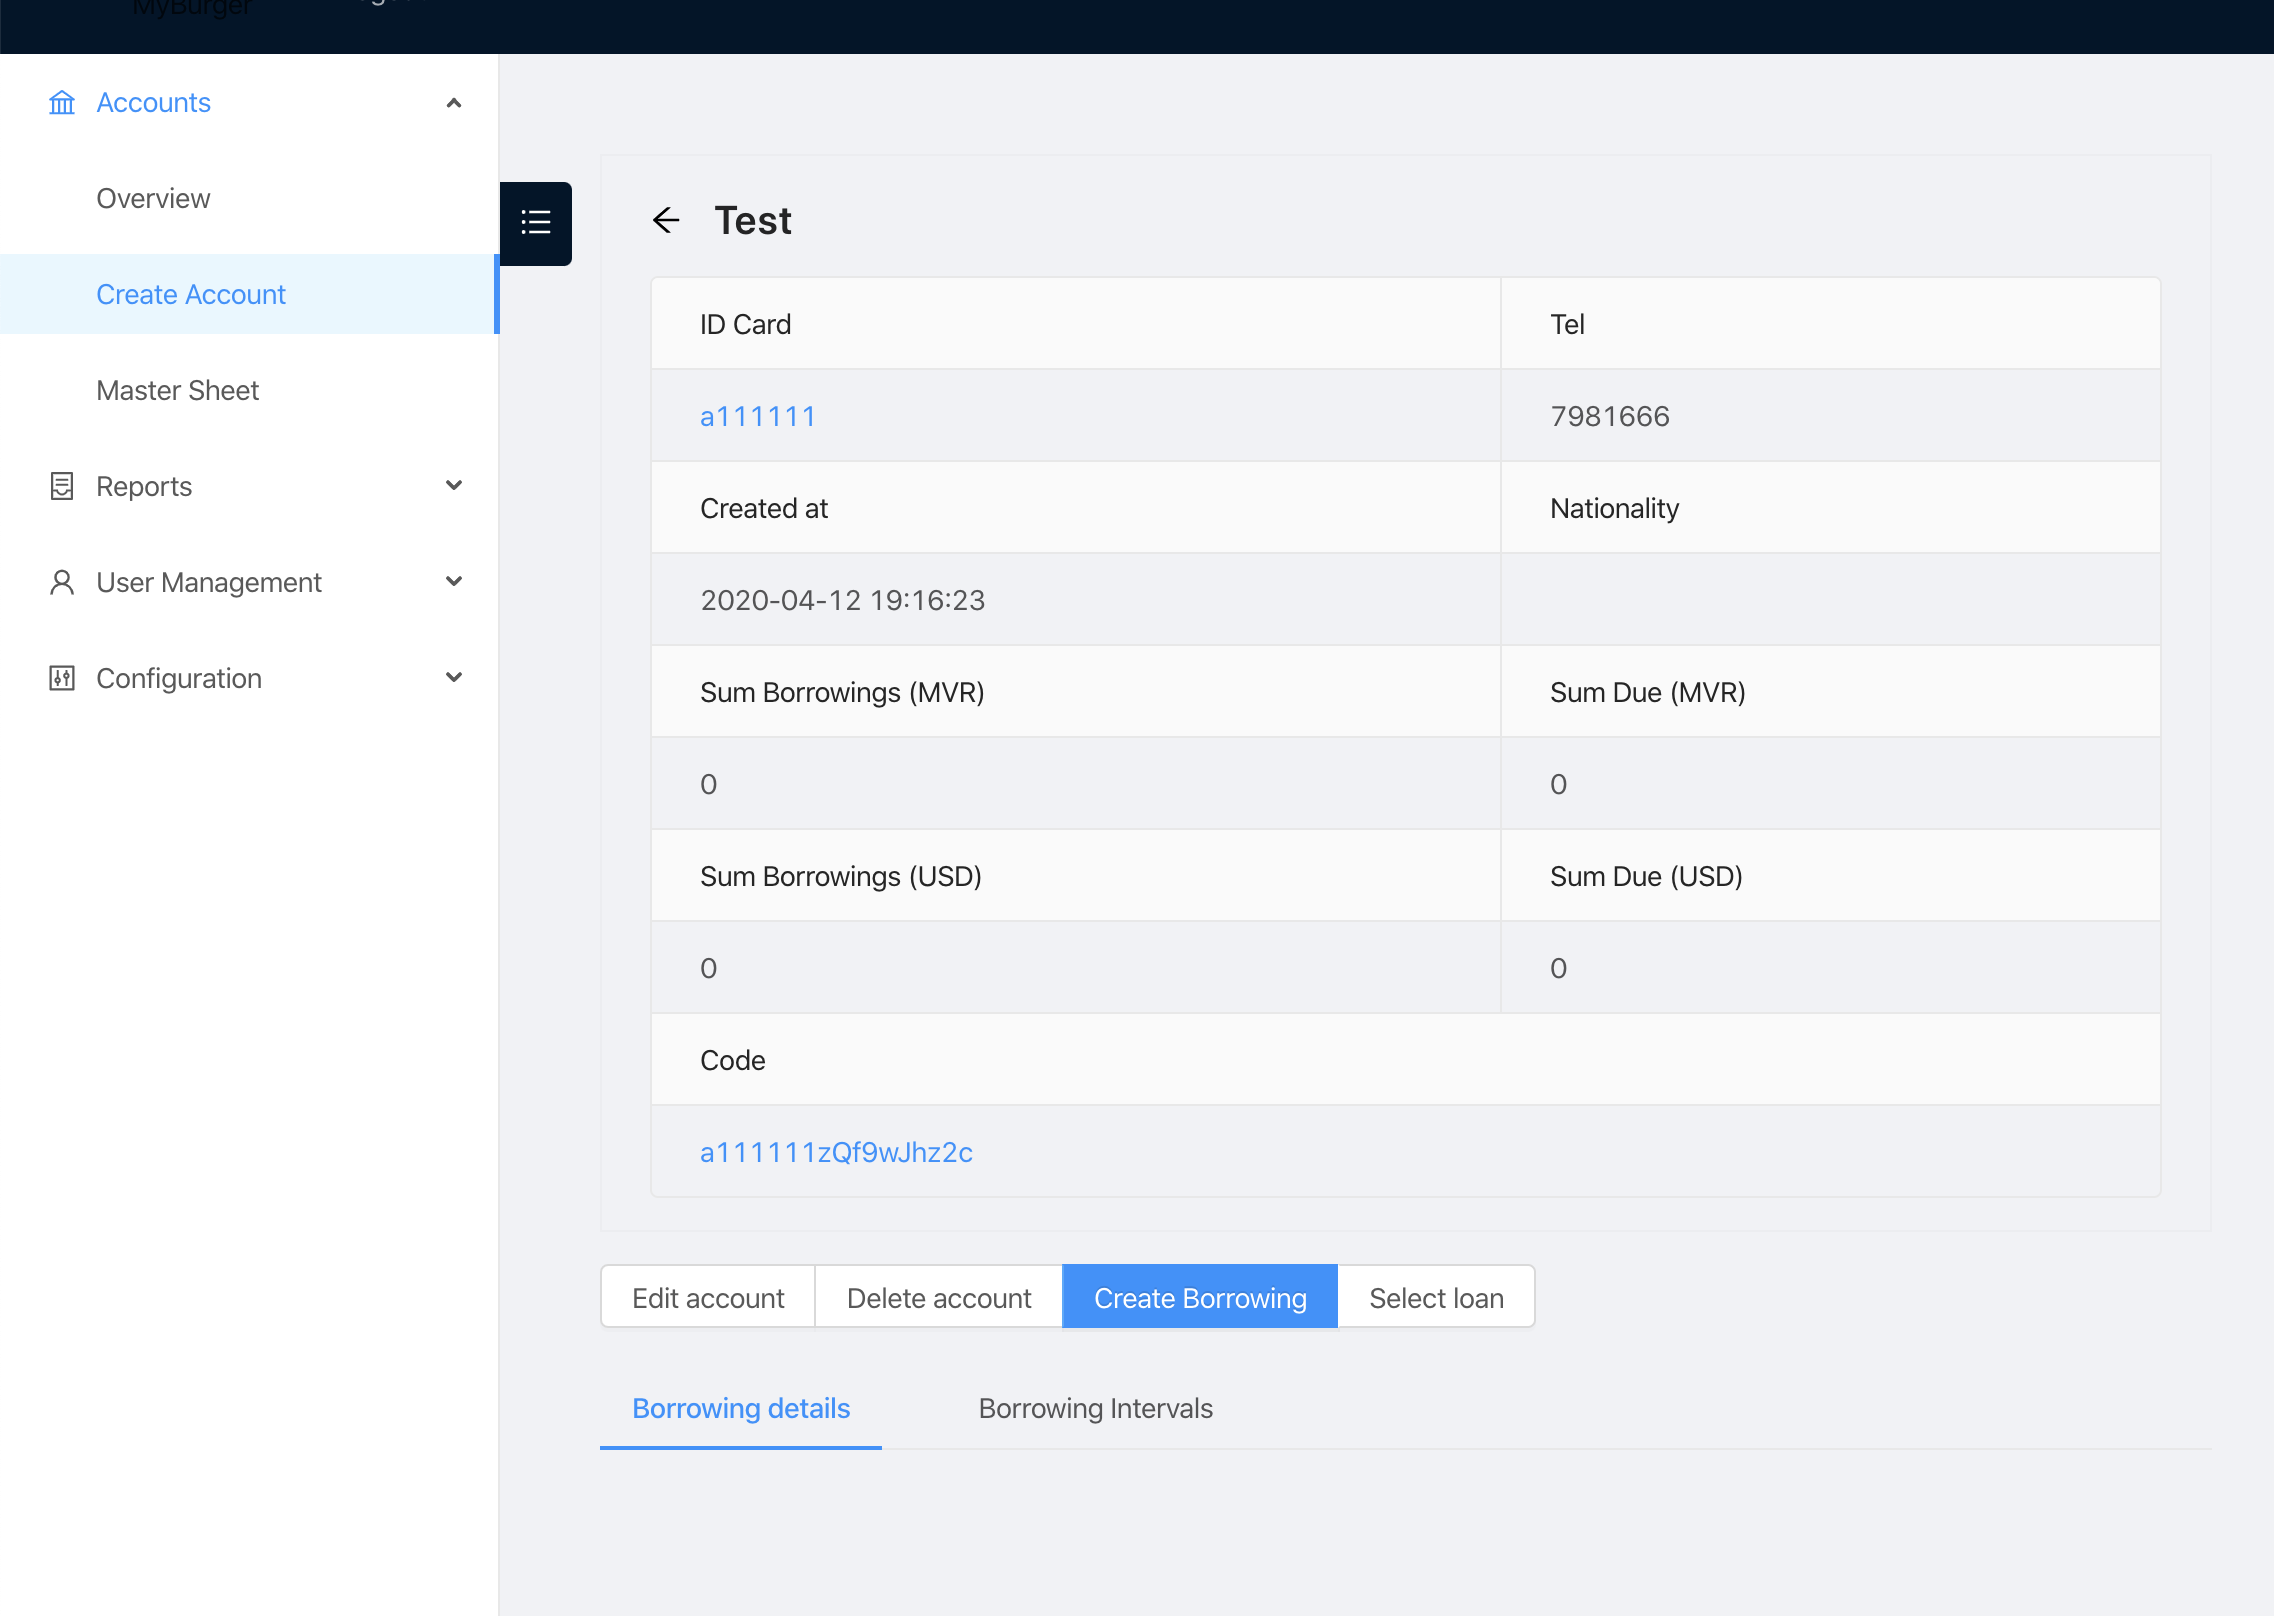 MyBurger
Accounts
Overview
Create Account
Master Sheet
Reports
User Management
Configuration
Test
ID Card Tel
a111111 7981666
Created at Nationality
2020-04-12 19:16:23
Sum Borrowings (MVR) Sum Due (MVR)
0 0
Sum Borrowings (USD) Sum Due (USD)
0 0
Code
a111111zQf9wJhz2c
Edit account Delete account Create Borrowing Select loan
Borrowing details Borrowing Intervals